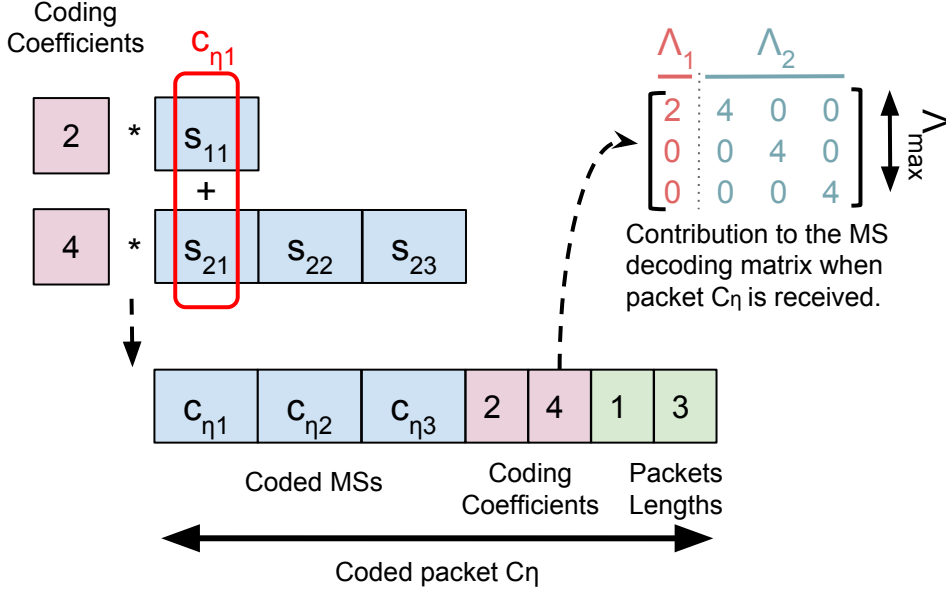 Coding
Coefficients
cη1
2 * s11
+
4 * s21 s22 s23
Λ1 Λ2
2 4 0 0
0 0 4 0
0 0 0 4
Λmax
Contribution to the MS
decoding matrix when
packet Cη is received.
cη1 cη2 cη3 2 4 1 3
Coded MSs
Coding
Coefficients
Packets
Lengths
Coded packet Cη